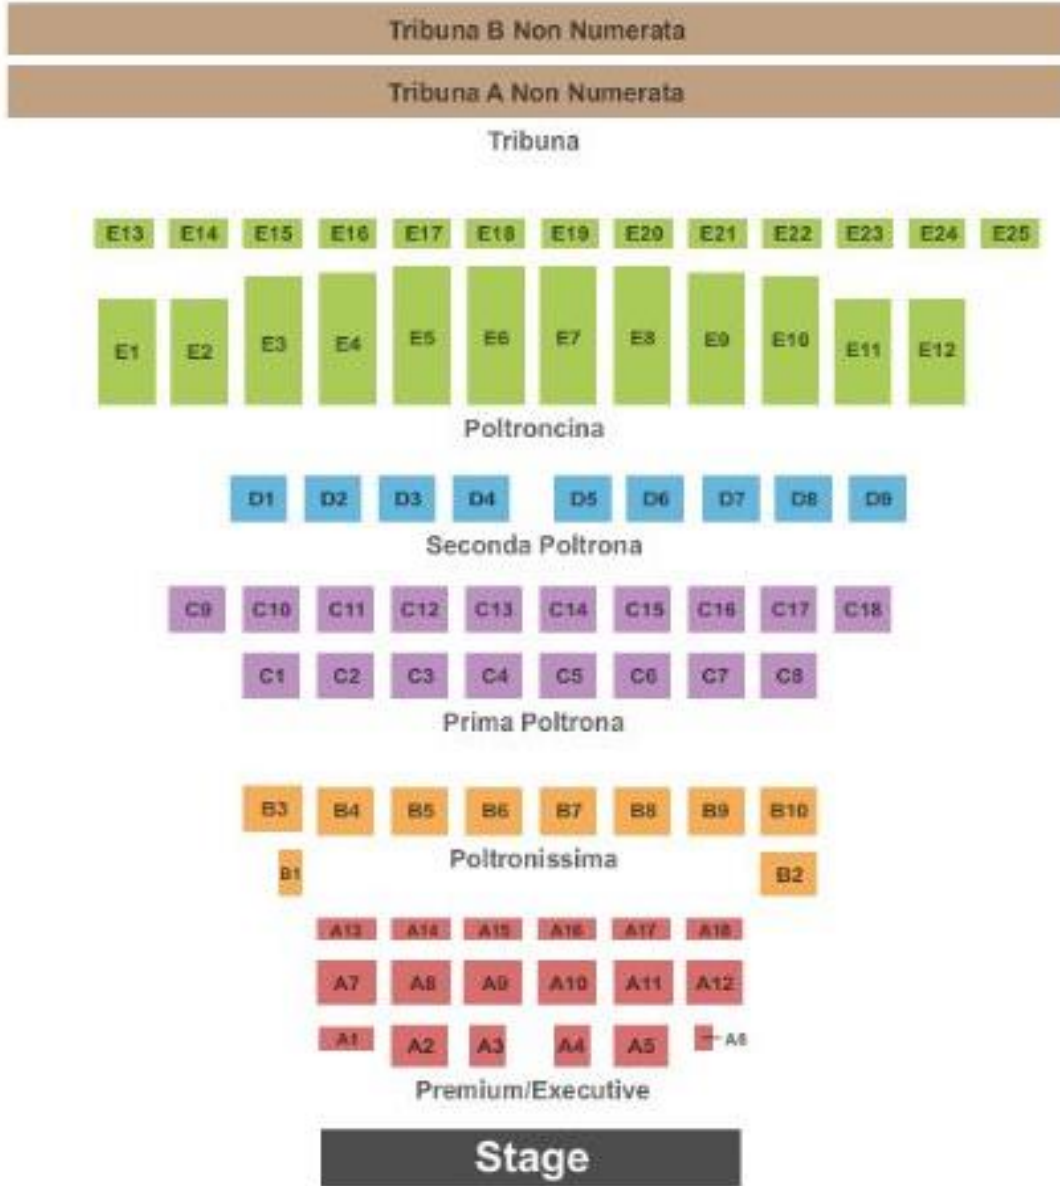 Tribuna B Non Numerata
Tribuna A Non Numerata
Tribuna
E13 E14 E15 E16 E17 E18 E19 E20 E21 E22 E23 E24 E25
E1 E2 E3 E4 E5 E6 E7 E8 E9 E10 E11 E12
Poltroncina
D1 D2 D3 D4 D5 D6 D7 D8 D9
Seconda Poltrona
C9 C10 C11 C12 C13 C14 C15 C16 C17 C18
C1 C2 C3 C4 C5 C6 C7 C8
Prima Poltrona
B3 B4 B5 B6 B7 B8 B9 B10
Poltronissima
B1 B2
A13 A14 A15 A16 A17 A18
A7 A8 A9 A10 A11 A12
A1 A2 A3 A4 A5 A6
Premium/Executive
Stage